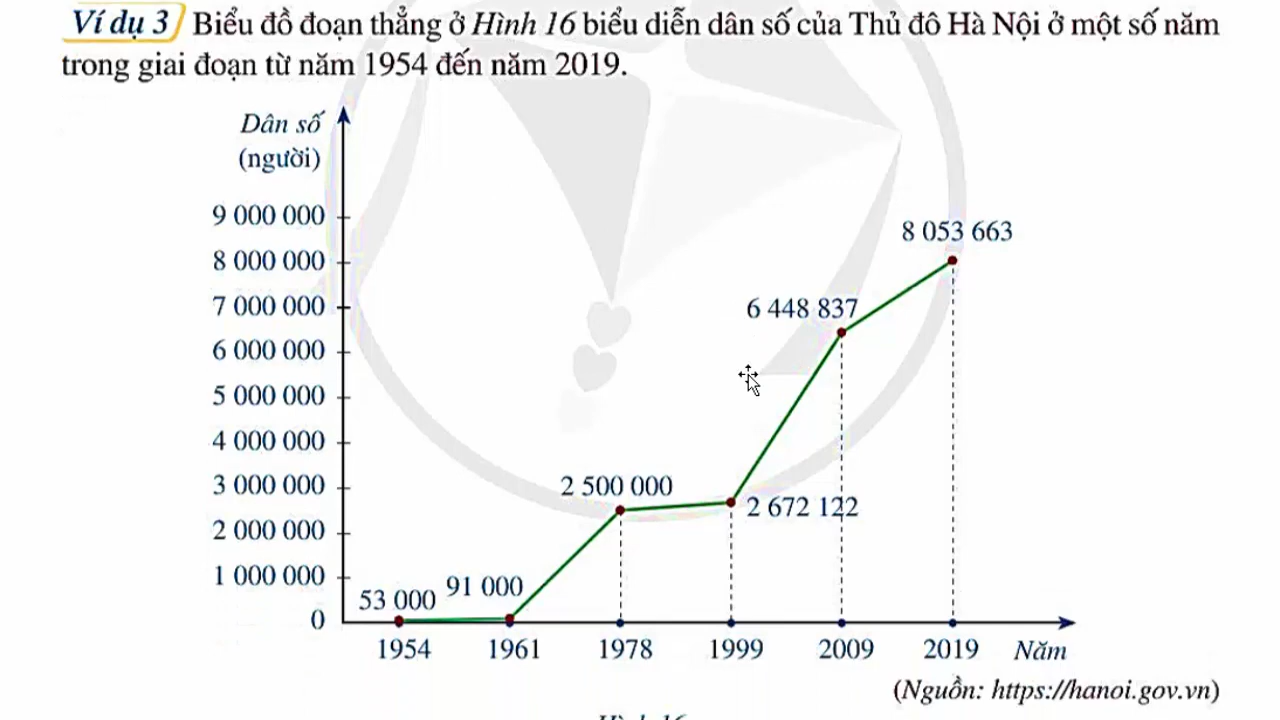 Ví dụ 3 Biểu đồ đoạn thẳng ở Hình 16 biểu diễn dân số của Thủ đô Hà Nội ở một số năm
trong giai đoạn từ năm 1954 đến năm 2019.
Dân số
(người)
9 000 000
8 000 000
7 000 000
6 000 000
5 000 000
4 000 000
3 000 000
2 000 000
1 000 000
0
53 000
91 000
2 500 000
2 672 122
6 448 837
8 053 663
1954 1961 1978 1999 2009 2019 Năm
(Nguồn: https://hanoi.gov.vn)
Hình 16